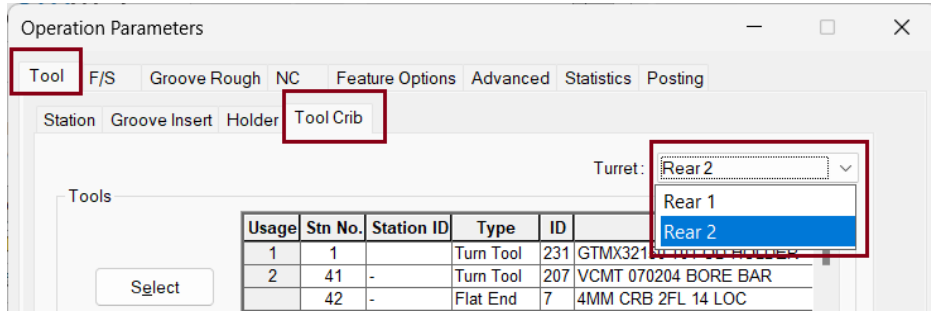 Operation Parameters
Tool F/S Groove Rough NC Feature Options Advanced Statistics Posting
Station Groove Insert Holder Tool Crib
Turret: Rear 2
Rear 1
Rear 2
Tools
Usage Stn No. Station ID Type ID
1 1 Turn Tool 231 HOLDER
2 41 - Turn Tool 207 VCMT 070204 BORE BAR
42 - Flat End 7 4MM CRB 2FL 14 LOC
Select